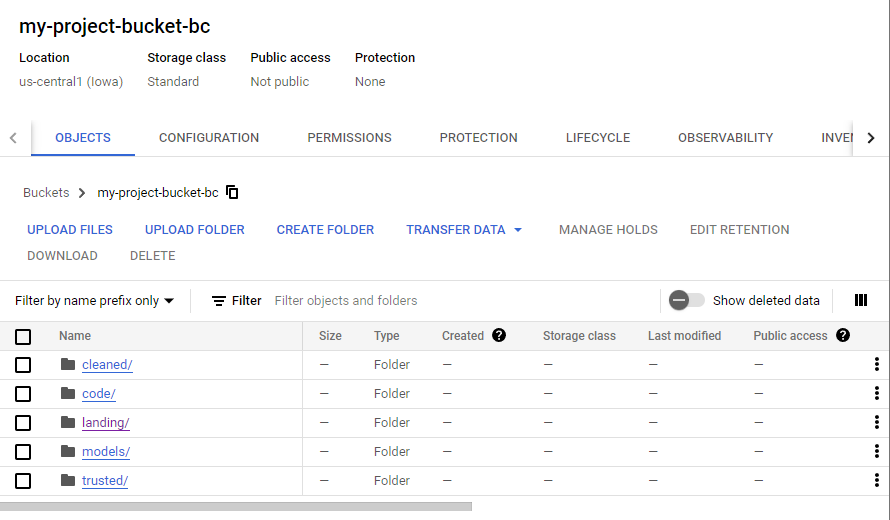 my-project-bucket-bc
Location Storage class Public access Protection
us-central1 (Iowa) Standard Not public None
OBJECTS CONFIGURATION PERMISSIONS PROTECTION LIFECYCLE OBSERVABILITY INVEN
Buckets my-project-bucket-bc
UPLOAD FILES UPLOAD FOLDER CREATE FOLDER TRANSFER DATA MANAGE HOLDS EDIT RETENTION
DOWNLOAD DELETE
Filter by name prefix only Filter Filter objects and folders Show deleted data
Name Size Type Created ? Storage class Last modified Public access ?
cleaned/ — Folder — — — —
code/ — Folder — — — —
landing/ — Folder — — — —
models/ — Folder — — — —
trusted/ — Folder — — — —